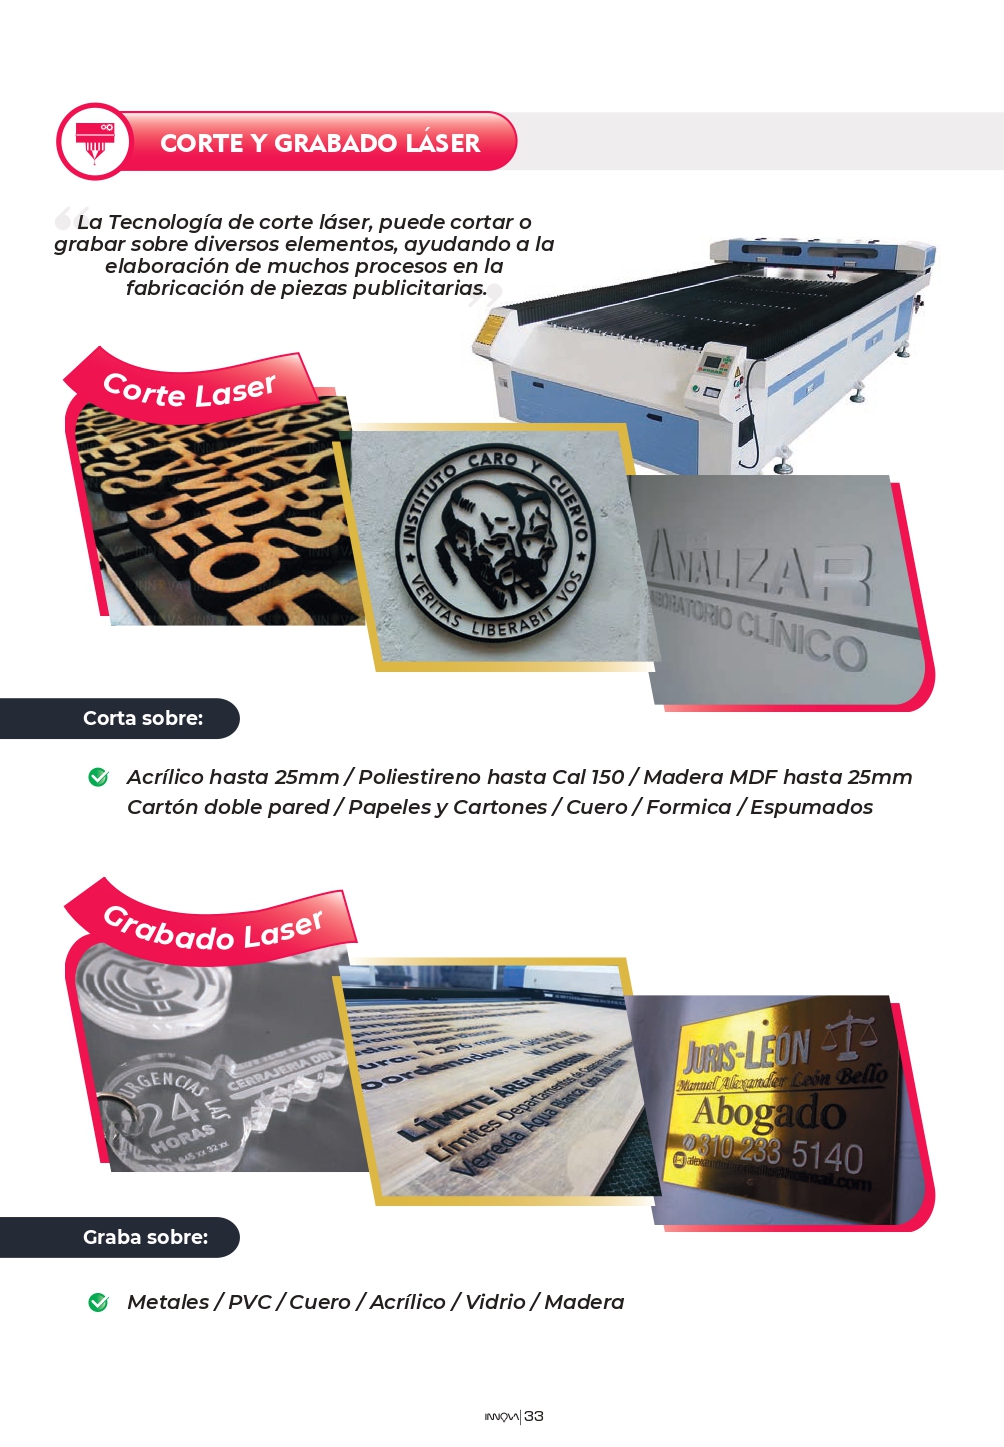 CORTE Y GRABADO LÁSER
“La Tecnología de corte láser, puede cortar o
grabar sobre diversos elementos, ayudando a la
elaboración de muchos procesos en la
fabricación de piezas publicitarias.”
Corte Laser
INSTITUTO CARO Y CUERVO
VERITAS LIBERABIT VOS
ANALIZAR
LABORATORIO CLÍNICO
Corta sobre:
Acrílico hasta 25mm / Poliestireno hasta Cal 150 / Madera MDF hasta 25mm
Cartón doble pared / Papeles y Cartones / Cuero / Formica / Espumados
Grabado Laser
URGENCIAS LAS
24
HORAS
CERRAJERIA DIN
LÍMITE ÁREA PROTEGIDA
Límites Departamentos de
Vereda Agua Blanca
JURIS-LEÓN
Manuel Alexander León Bello
Abogado
310 233 5140
Graba sobre:
Metales / PVC / Cuero / Acrílico / Vidrio / Madera
INNOVA | 33